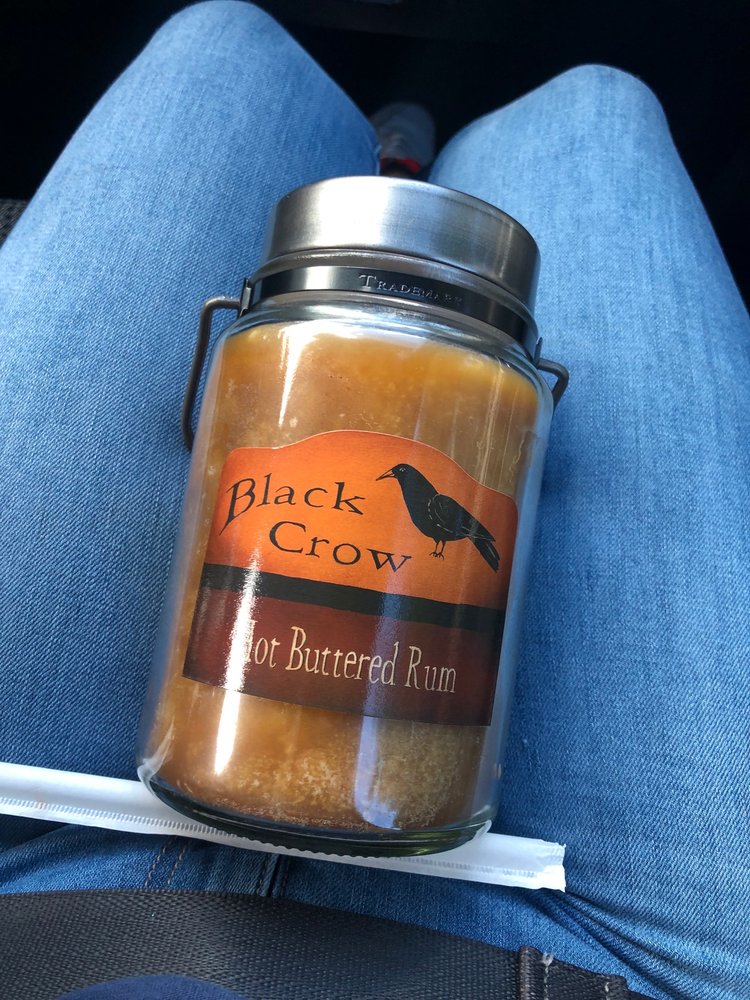 TRADEMARK
Black
Crow
Hot Buttered Rum